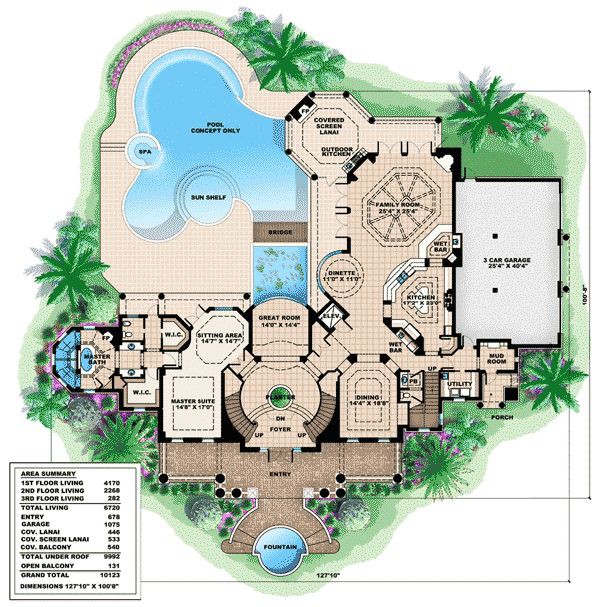 POOL
CONCEPT ONLY
SPA
SUN SHELF
BRIDGE
FP
COVERED
SCREEN
LANAI
OUTDOOR
KITCHEN
FAMILY ROOM
25'4" X 25'4"
WET
BAR
3 CAR GARAGE
25'4" X 40'4"
100'-8"
DINETTE
11'0" X 11'0"
KITCHEN
17'2" X 23'0"
ELEV
GREAT ROOM
14'0" X 14'4"
SITTING AREA
14'7" X 14'7"
W.I.C.
FP
MASTER
BATH
W.I.C.
MASTER SUITE
14'8" X 17'0"
PLANTER
DN
FOYER
UP
UP
DINING
14'4" X 18'8"
WET
BAR
UP
PB
UTILITY
MUD
ROOM
PORCH
ENTRY
FOUNTAIN
127'10"
AREA SUMMARY
1ST FLOOR LIVING 4170
2ND FLOOR LIVING 2268
3RD FLOOR LIVING 282
TOTAL LIVING 6720
ENTRY 678
GARAGE 1075
COV. LANAI 446
COV. SCREEN LANAI 533
COV. BALCONY 540
TOTAL UNDER ROOF 9992
OPEN BALCONY 131
GRAND TOTAL 10123
DIMENSIONS 127'10" X 100'8"